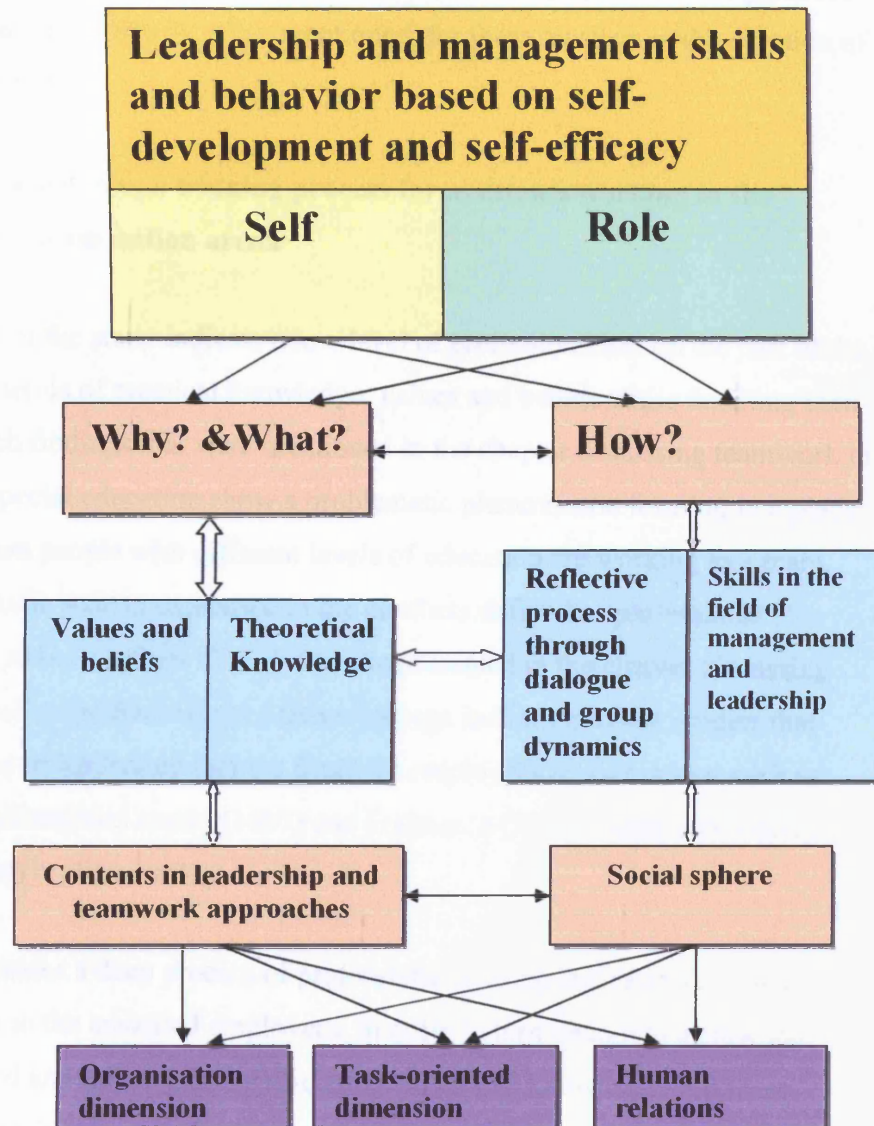 Leadership and management skills
and behavior based on self-
development and self-efficacy
Self
Role
Why? &What?
How?
Values and
beliefs
Theoretical
Knowledge
Reflective
process
through
dialogue
and group
dynamics
Skills in the
field of
management
and
leadership
Contents in leadership and
teamwork approaches
Social sphere
Organisation
dimension
Task-oriented
dimension
Human
relations